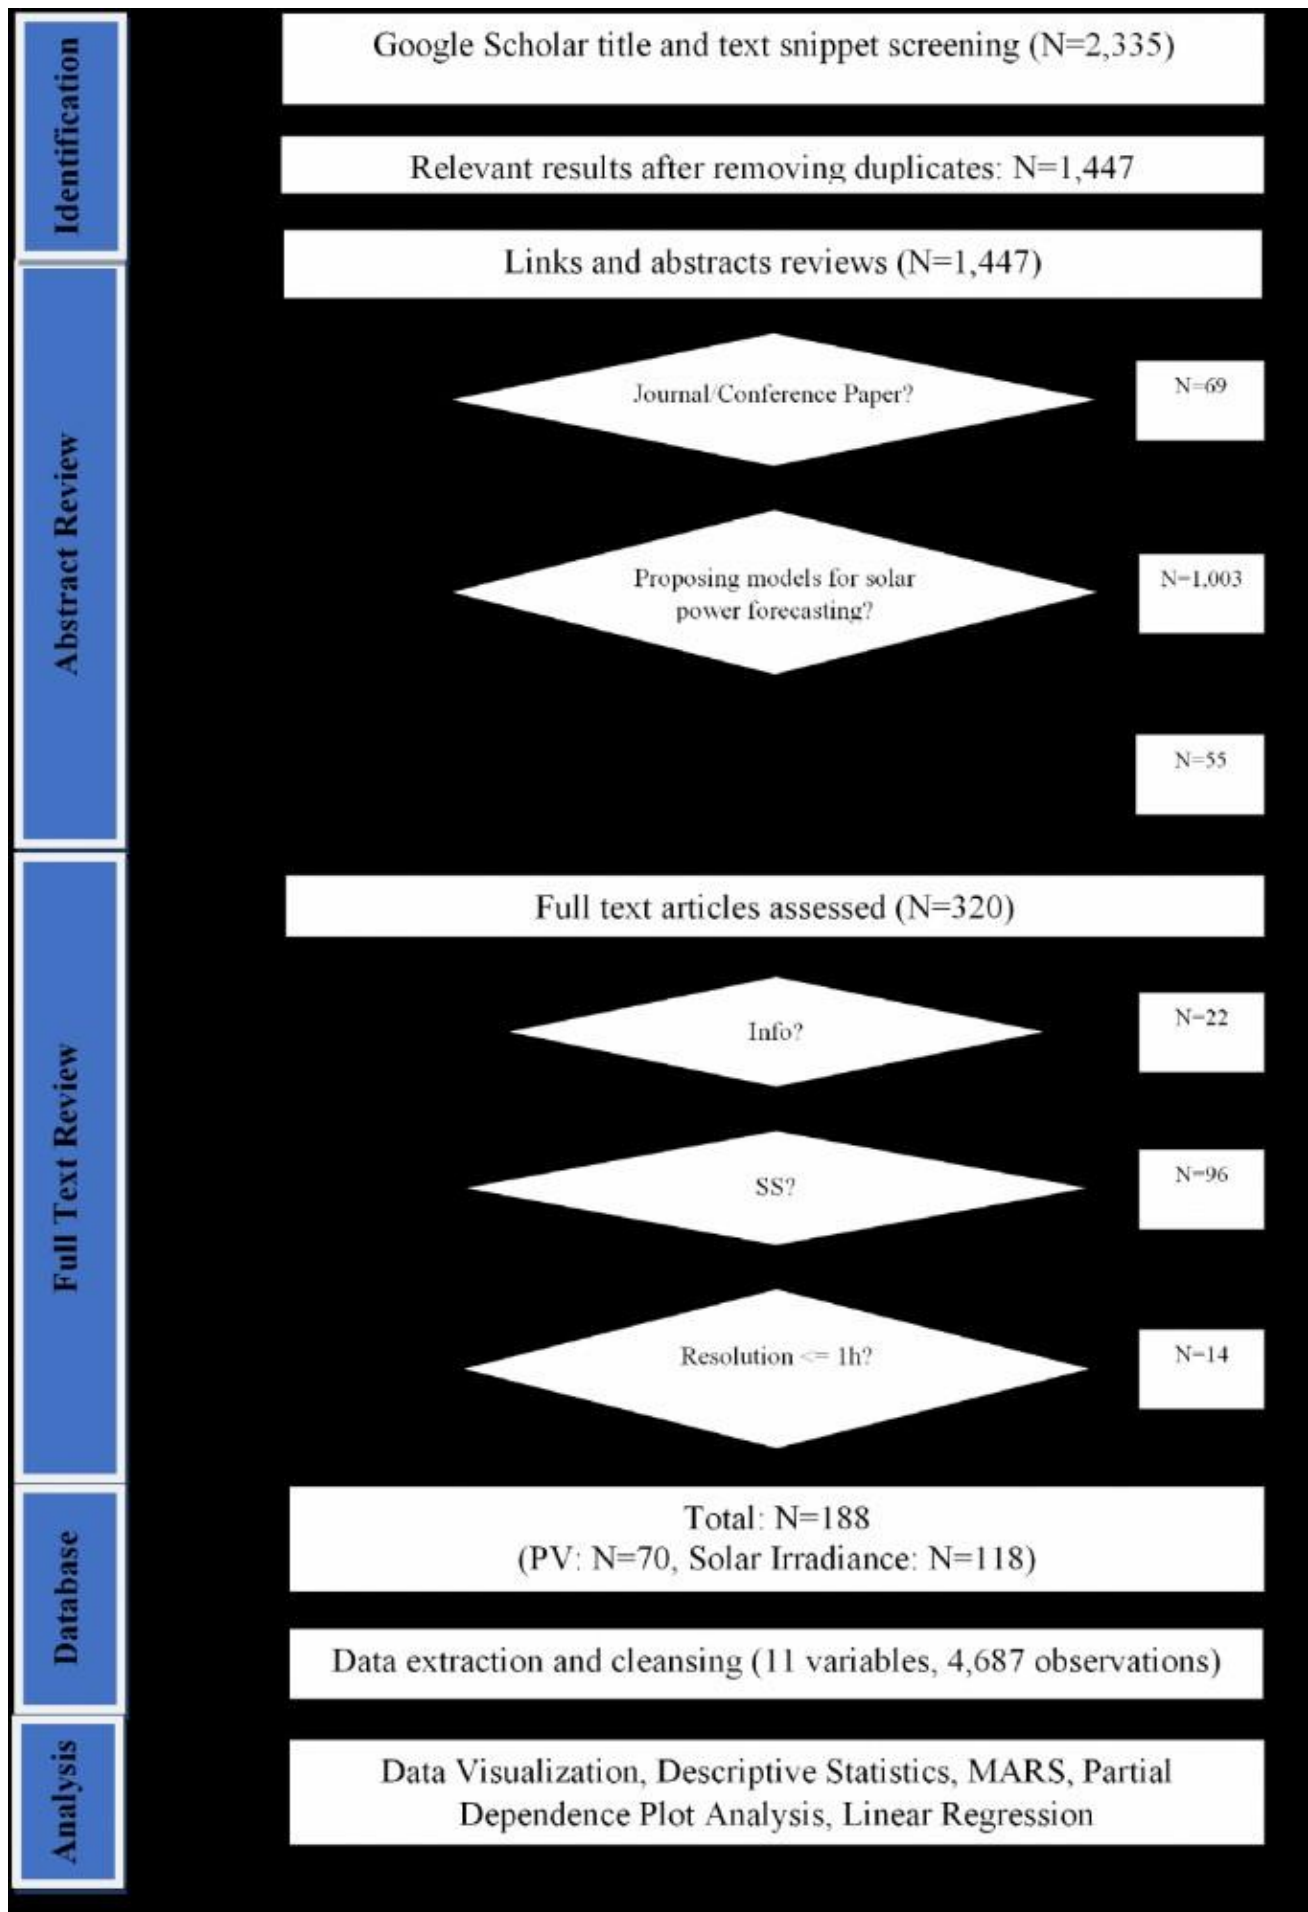 Identification
Google Scholar title and text snippet screening (N=2,335)
Relevant results after removing duplicates: N=1,447
Abstract Review
Links and abstracts reviews (N=1,447)
Journal/Conference Paper?
N=69
Proposing models for solar
power forecasting?
N=1,003
N=55
Full Text Review
Full text articles assessed (N=320)
Info?
N=22
SS?
N=96
Resolution <= 1h?
N=14
Database
Total: N=188
(PV: N=70, Solar Irradiance: N=118)
Data extraction and cleansing (11 variables, 4,687 observations)
Analysis
Data Visualization, Descriptive Statistics, MARS, Partial
Dependence Plot Analysis, Linear Regression